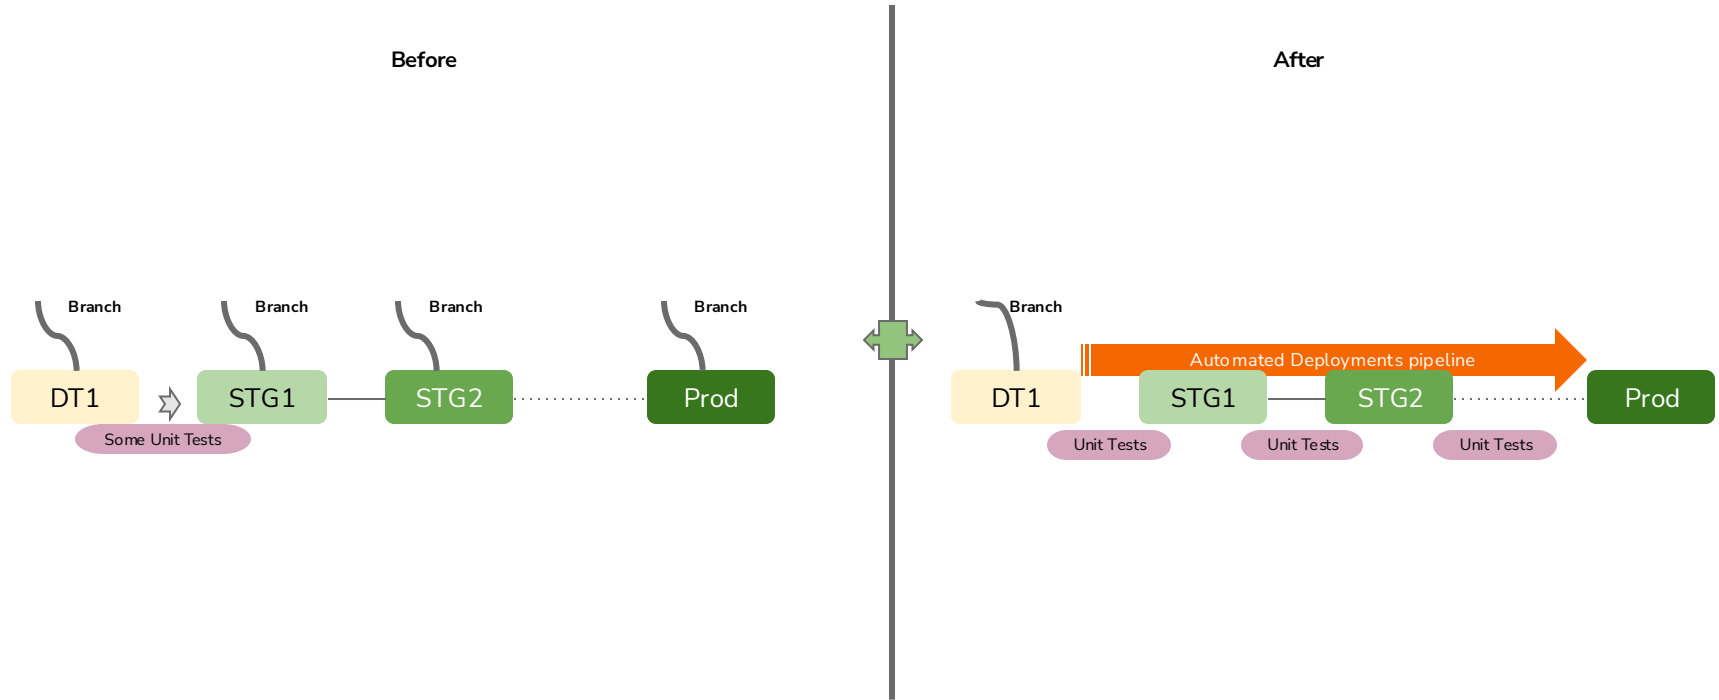 Before
Branch
Branch
Branch
Branch
DT1
STG1
STG2
Prod
Some Unit Tests
After
Branch
Automated Deployments pipeline
DT1
STG1
STG2
Prod
Unit Tests
Unit Tests
Unit Tests